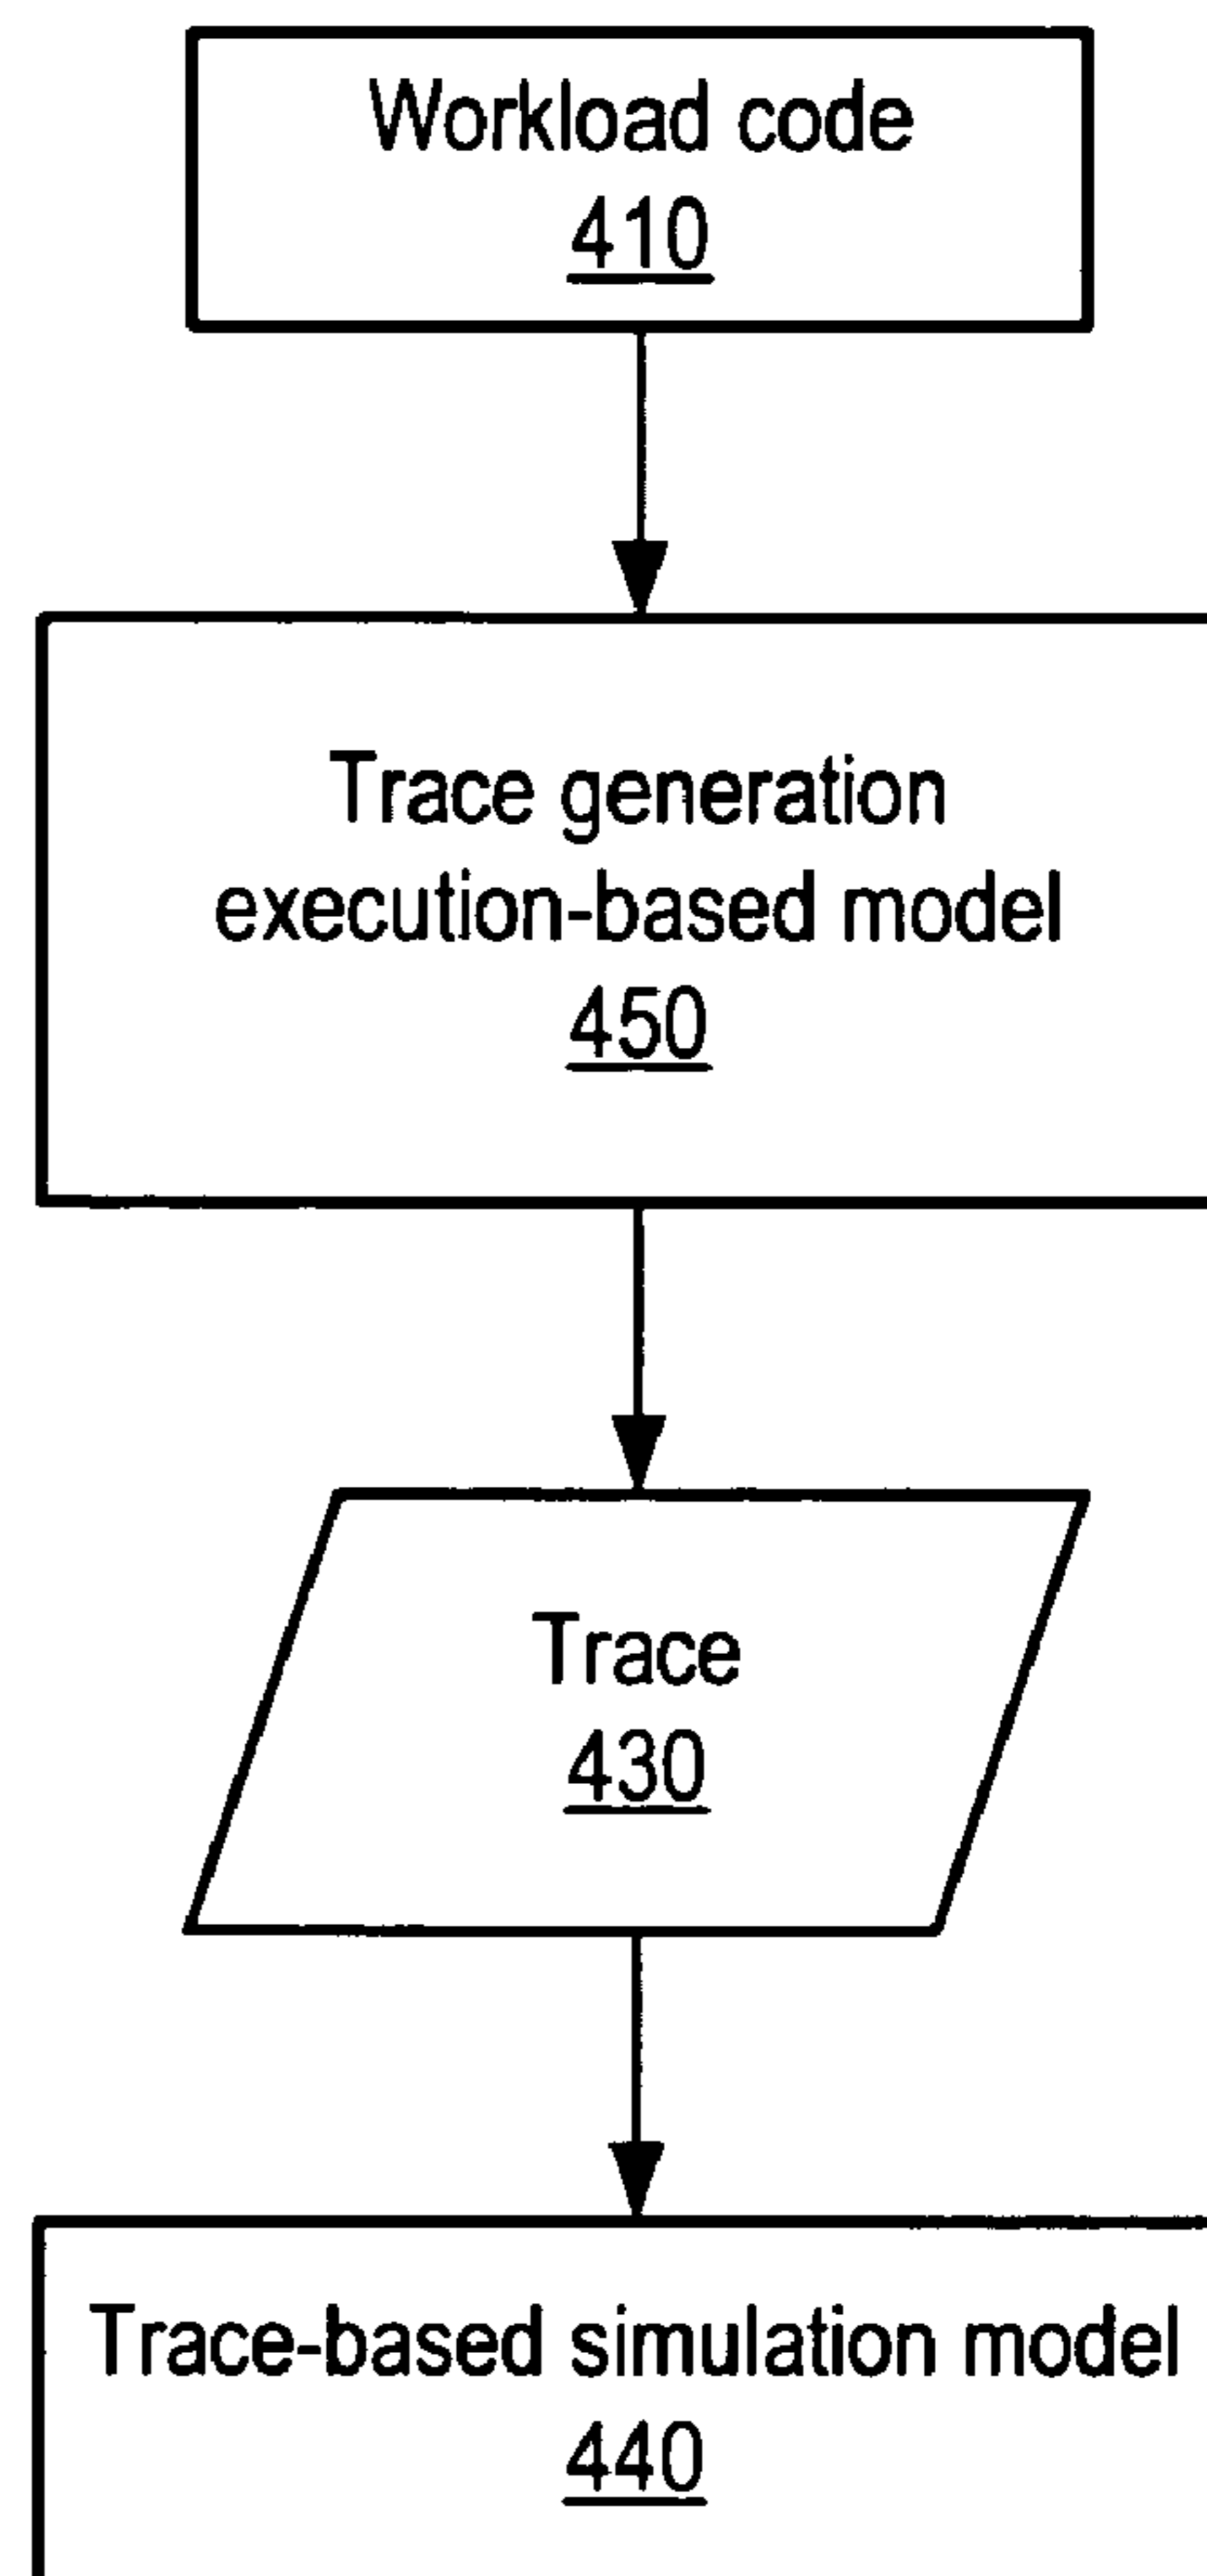 Workload code
410
Trace generation
execution-based model
450
Trace
430
Trace-based simulation model
440